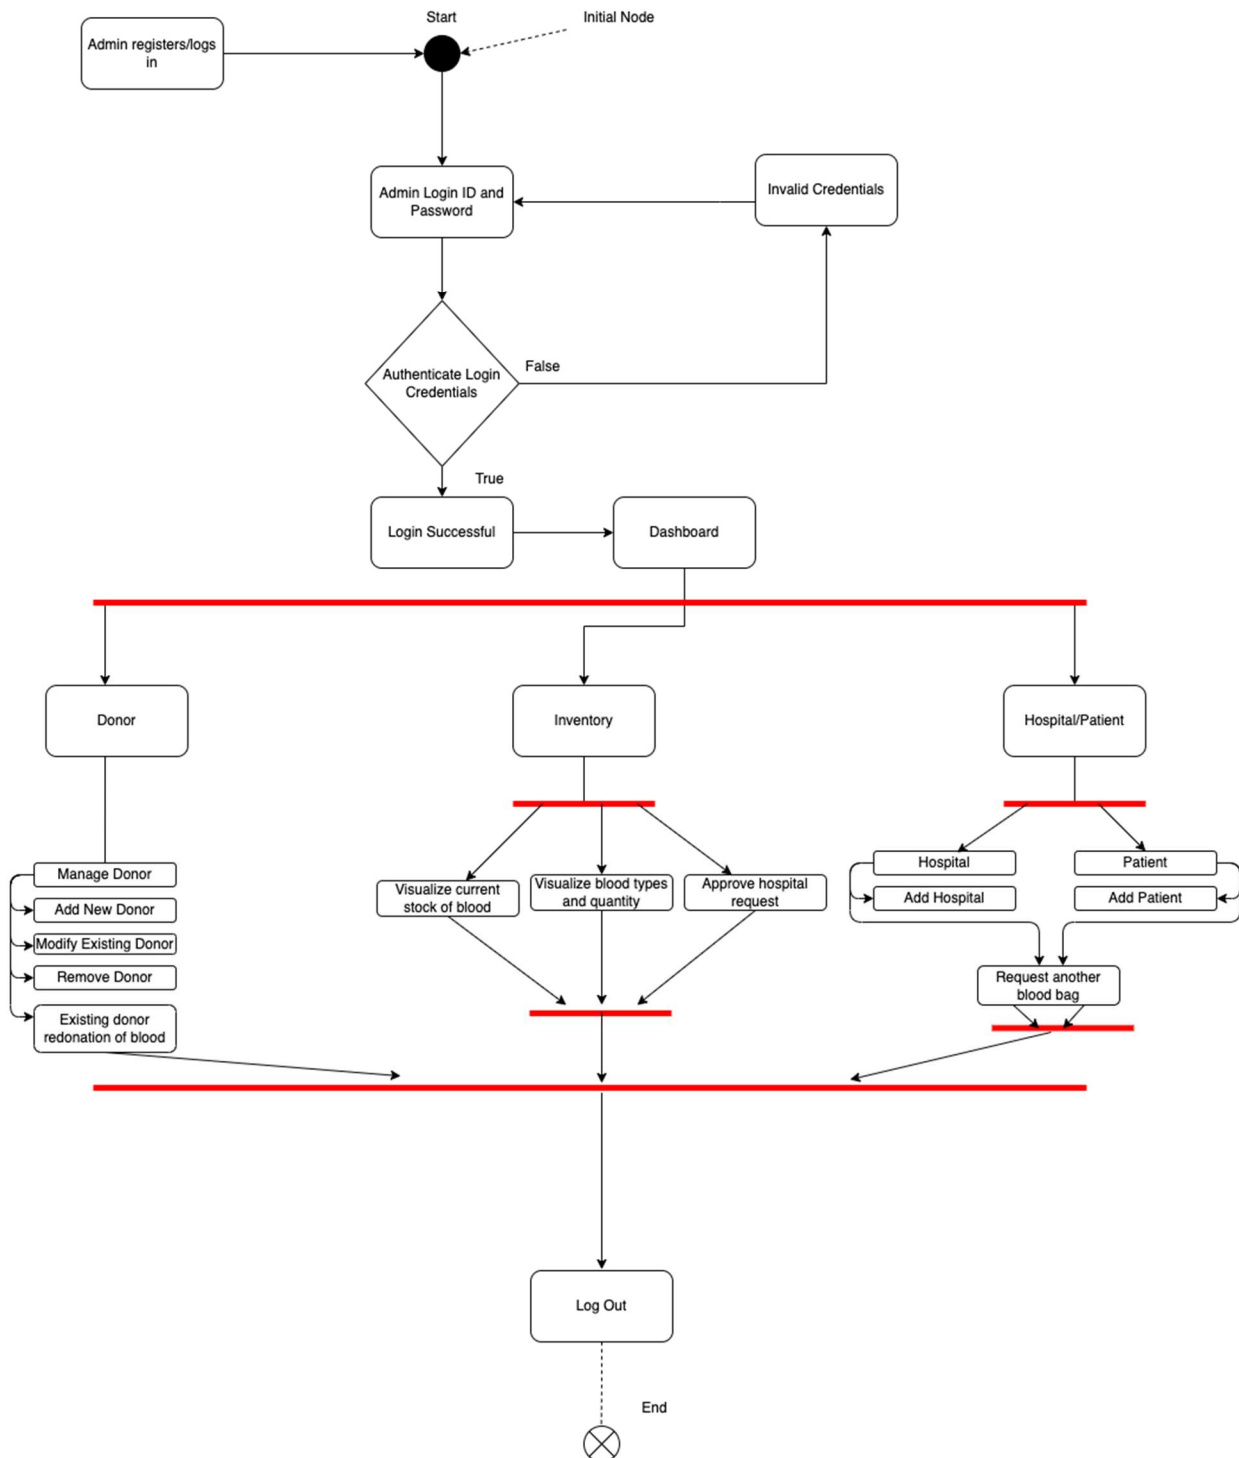 Start
Initial Node
Admin registers/logs
in
Admin Login ID and
Password
Invalid Credentials
Authenticate Login
Credentials
False
True
Login Successful
Dashboard
Donor
Inventory
Hospital/Patient
Manage Donor
Add New Donor
Modify Existing Donor
Remove Donor
Existing donor
redonation of blood
Visualize current
stock of blood
Visualize blood types
and quantity
Approve hospital
request
Hospital
Patient
Add Hospital
Add Patient
Request another
blood bag
Log Out
End